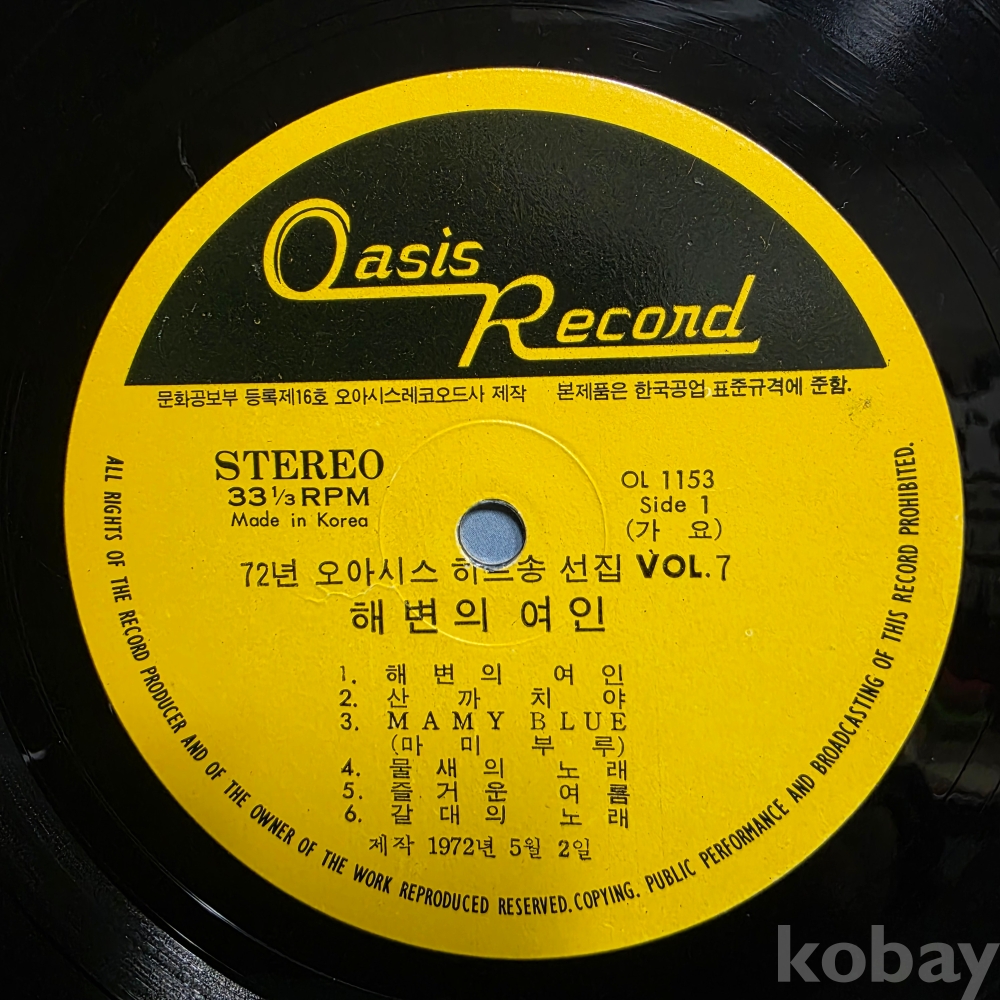 Oasis
Record
문화공보부 등록제16호 오아시스레코오드사 제작 본제품은 한국공업 표준규격에 준함.
STEREO
33 1/3 RPM
Made in Korea
OL 1153
Side 1
(가 요)
72년 오아시스 히트송 선집 VOL.7
해변의 여인
1. 해 변 의 여 인
2. 산 까 치 야
3. MAMY BLUE
(마 미 부 루)
4. 물 새 의 노 래
5. 즐 거 운 여 름
6. 갈 대 의 노 래
제작 1972년 5월 2일
ALL RIGHTS OF THE RECORD PRODUCER AND OF THE OWNER OF THE WORK REPRODUCED RESERVED. COPYING. PUBLIC PERFORMANCE AND BROADCASTING OF THIS RECORD PROHIBITED.
kobay